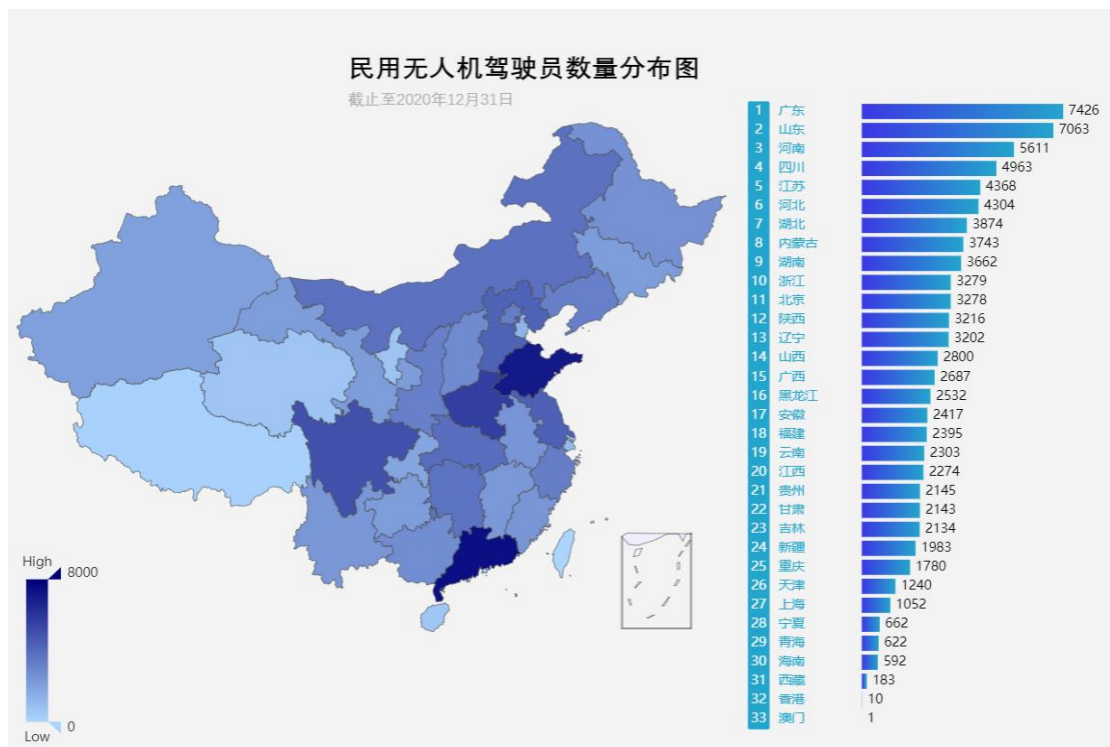 民用无人机驾驶员数量分布图
截止至2020年12月31日
1 广东 7426
2 山东 7063
3 河南 5611
4 四川 4963
5 江苏 4368
6 河北 4304
7 湖北 3874
8 内蒙古 3743
9 湖南 3662
10 浙江 3279
11 北京 3278
12 陕西 3216
13 辽宁 3202
14 山西 2800
15 广西 2687
16 黑龙江 2532
17 安徽 2417
18 福建 2395
19 云南 2303
20 江西 2274
21 贵州 2145
22 甘肃 2143
23 吉林 2134
24 新疆 1983
25 重庆 1780
26 天津 1240
27 上海 1052
28 宁夏 662
29 青海 622
30 海南 592
31 西藏 183
32 香港 10
33 澳门 1
High
8000
0
Low